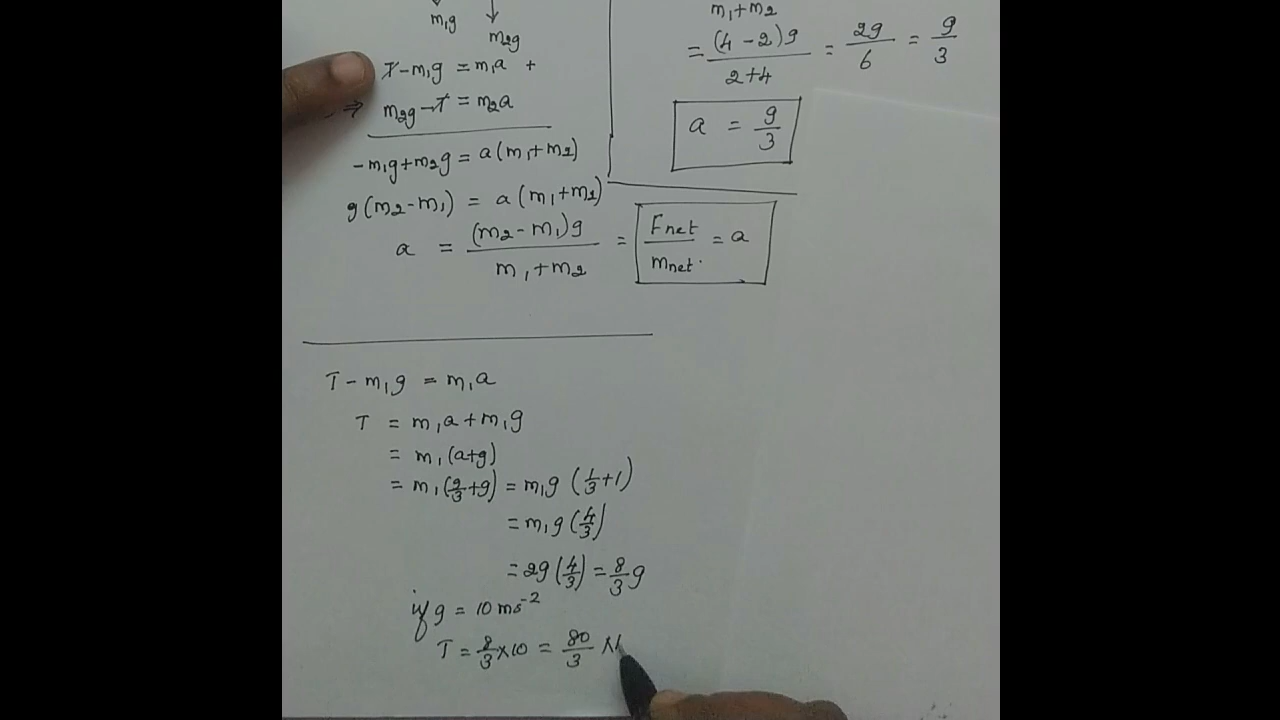 m₁g
m₂g
T - m₁g = m₁a +
⇒ m₂g - T = m₂a
- m₁g + m₂g = a(m₁+m₂)
g(m₂-m₁) = a(m₁+m₂)
a = (m₂-m₁)g / m₁+m₂ = Fnet / mnet. = a
m₁+m₂
= (4-2)g / 2+4 = 2g / 6 = g / 3
a = g / 3
T - m₁g = m₁a
T = m₁a + m₁g
= m₁(a+g)
= m₁(g/3+g) = m₁g(1/3+1)
= m₁g(4/3)
= 2g(4/3) = 8/3 g
if g = 10 ms⁻²
T = 8/3 × 10 = 80/3